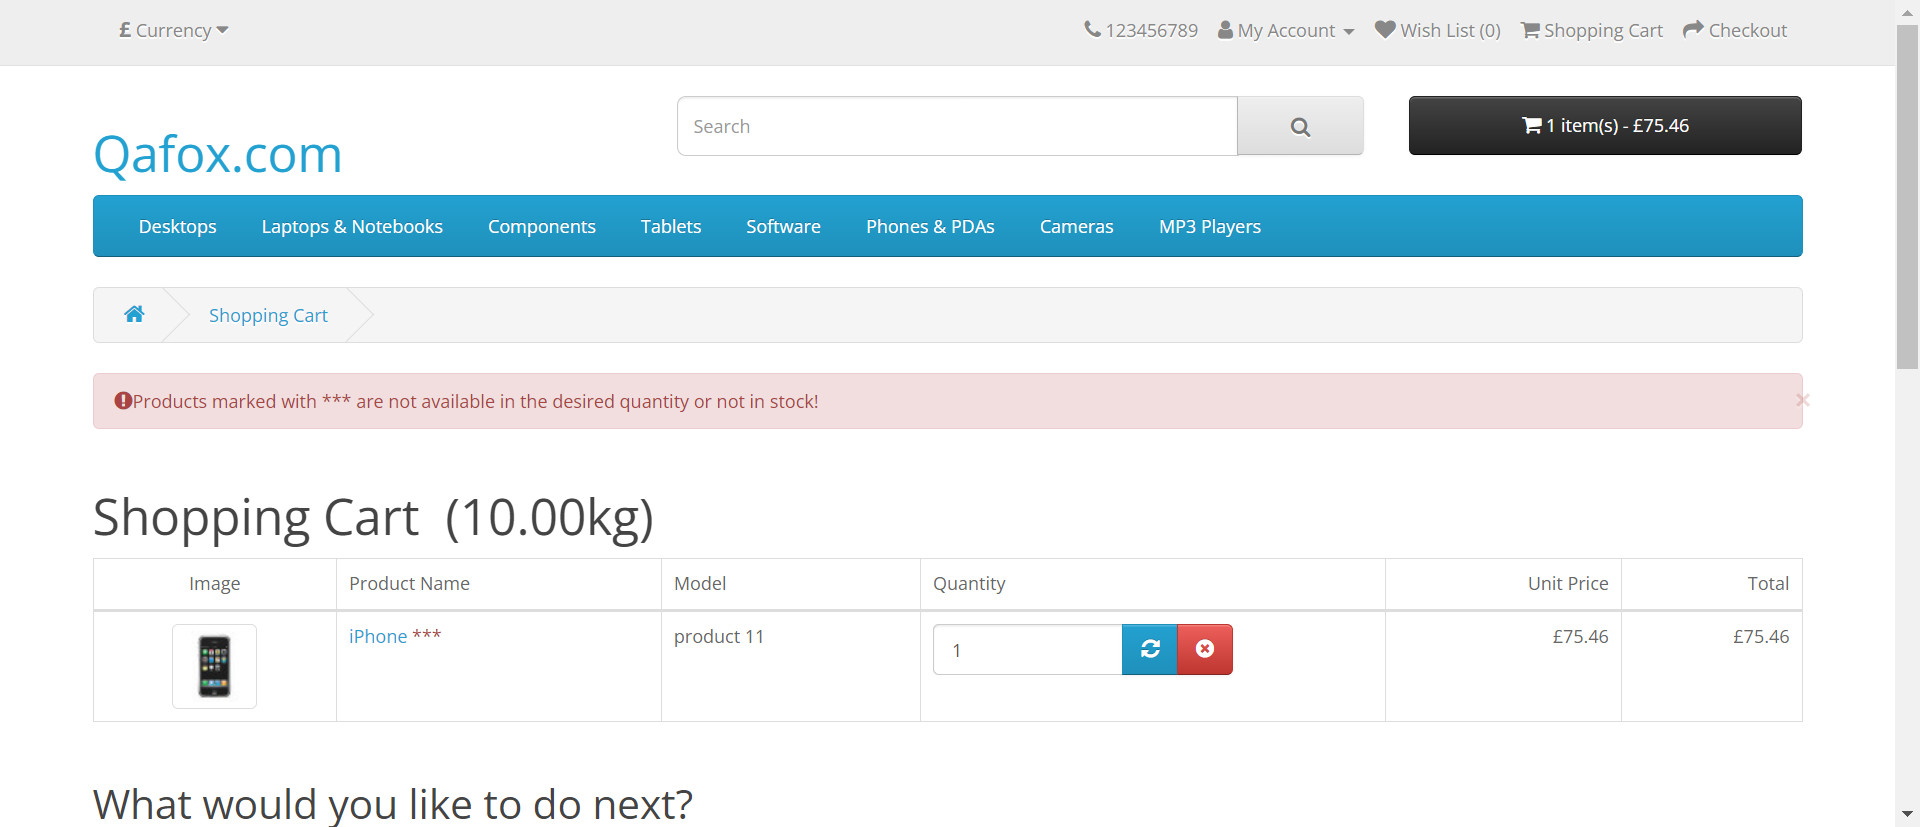 £ Currency
123456789 My Account Wish List (0) Shopping Cart Checkout
Qafox.com
Search
1 item(s) - £75.46
Desktops Laptops & Notebooks Components Tablets Software Phones & PDAs Cameras MP3 Players
Shopping Cart
Products marked with *** are not available in the desired quantity or not in stock!
×
Shopping Cart (10.00kg)
Image Product Name Model Quantity Unit Price Total
iPhone *** product 11 1 £75.46 £75.46
What would you like to do next?